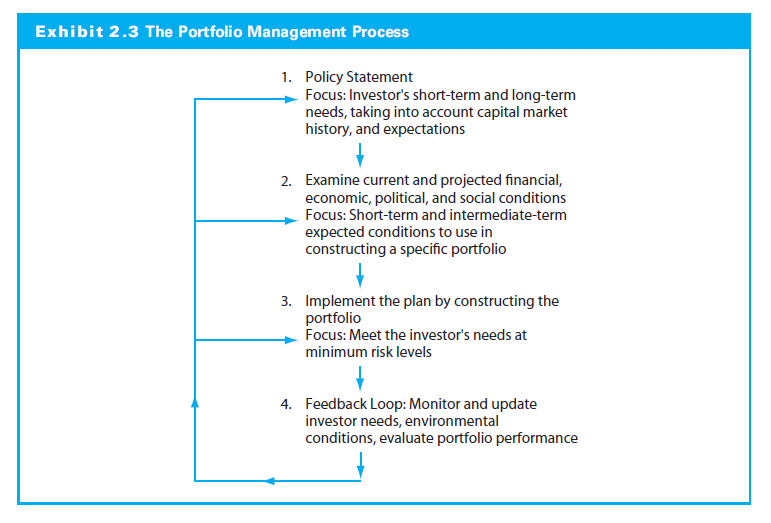 Exhibit 2.3 The Portfolio Management Process
1. Policy Statement
Focus: Investor's short-term and long-term
needs, taking into account capital market
history, and expectations
2. Examine current and projected financial,
economic, political, and social conditions
Focus: Short-term and intermediate-term
expected conditions to use in
constructing a specific portfolio
3. Implement the plan by constructing the
portfolio
Focus: Meet the investor's needs at
minimum risk levels
4. Feedback Loop: Monitor and update
investor needs, environmental
conditions, evaluate portfolio performance